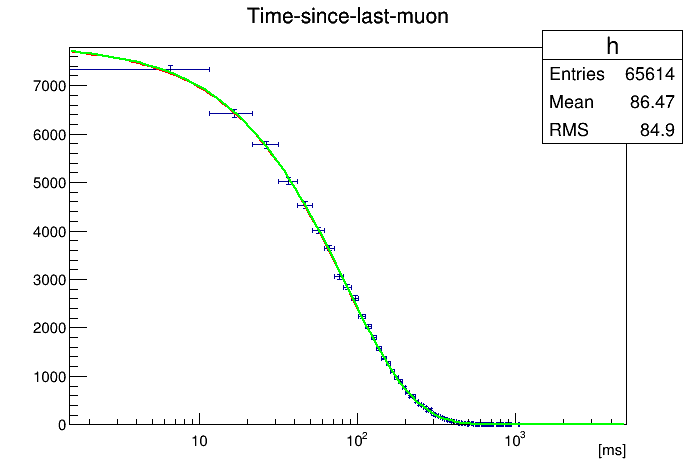 Time-since-last-muon
h
Entries 65614
Mean 86.47
RMS 84.9
7000
6000
5000
4000
3000
2000
1000
0
10 10² 10³
[ms]